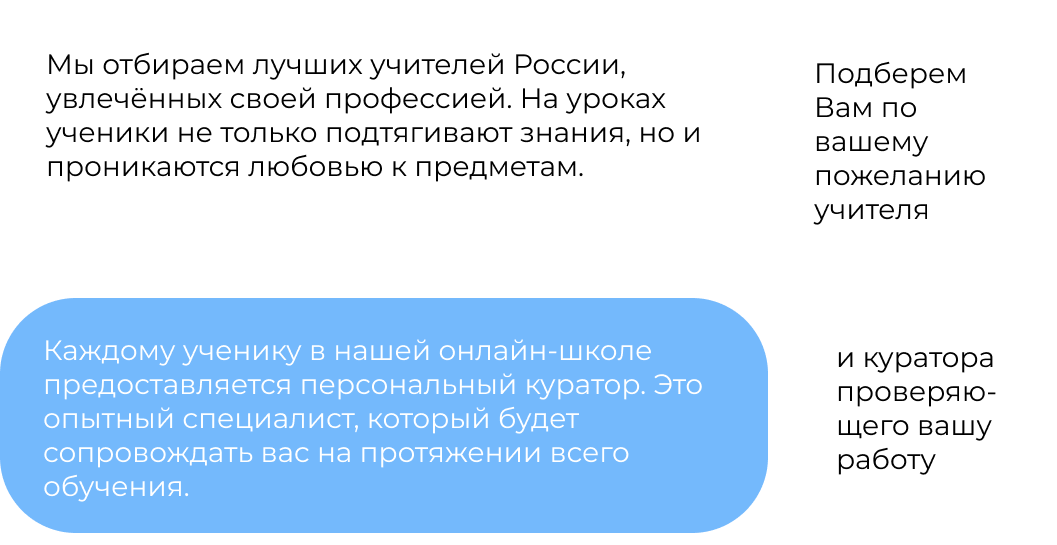 Мы отбираем лучших учителей России,
увлечённых своей профессией. На уроках
ученики не только подтягивают знания, но и
проникаются любовью к предметам.
Подберем
Вам по
вашему
пожеланию
учителя
Каждому ученику в нашей онлайн-школе
предоставляется персональный куратор. Это
опытный специалист, который будет
сопровождать вас на протяжении всего
обучения.
и куратора
проверяю-
щего вашу
работу